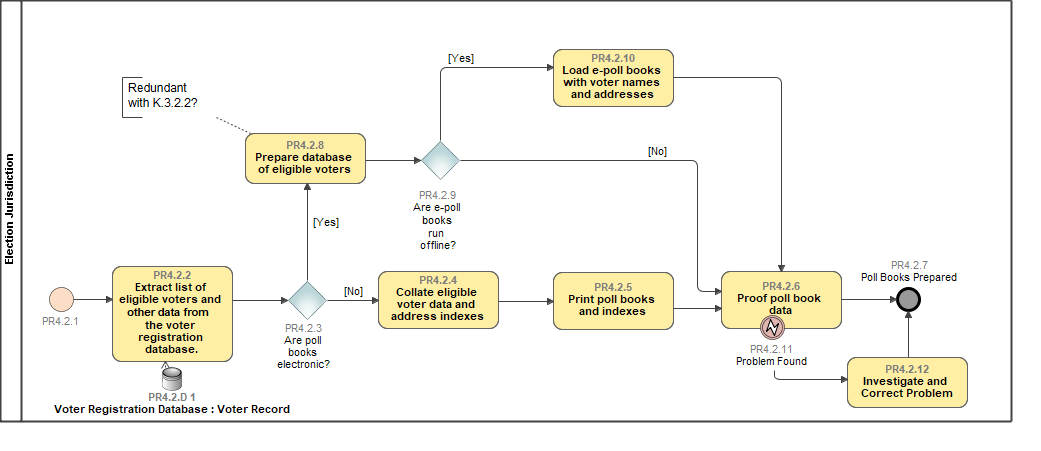 Election Jurisdiction
[Yes]
PR4.2.10
Load e-poll books
with voter names
and addresses
Redundant
with K.3.2.2?
PR4.2.8
Prepare database
of eligible voters
[No]
PR4.2.9
Are e-poll
books
run
offline?
[Yes]
PR4.2.1
PR4.2.2
Extract list of
eligible voters and
other data from
the voter
registration
database.
PR4.2.3
Are poll
books
electronic?
[No]
PR4.2.4
Collate eligible
voter data and
address indexes
PR4.2.5
Print poll books
and indexes
PR4.2.6
Proof poll book
data
PR4.2.7
Poll Books Prepared
PR4.2.11
Problem Found
PR4.2.12
Investigate and
Correct Problem
PR4.2.D 1
Voter Registration Database : Voter Record